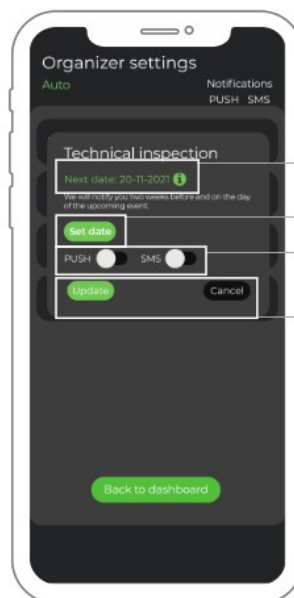 Organizer settings
Auto
Notifications
PUSH SMS
Technical inspection
Next date: 20-11-2021 i
We will notify you two weeks before and on the day
of the upcoming event.
Set date
PUSH SMS
Update Cancel
Back to dashboard